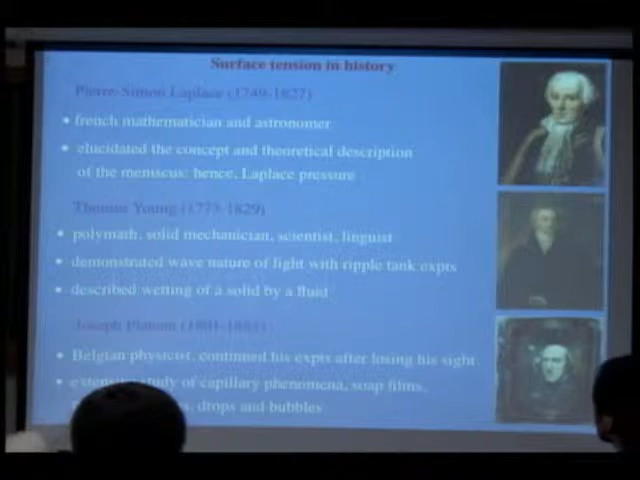 Surface tension in history
Pierre-Simon Laplace (1749-1827)
• french mathematician and astronomer
• elucidated the concept and theoretical description
of the meniscus: hence, Laplace pressure
Thomas Young (1773-1829)
• polymath, solid mechanician, scientist, linguist
• demonstrated wave nature of light with ripple tank expts
• described wetting of a solid by a fluid
Joseph
• Belgian physicist, continued his expts after losing his sight
• extensive study of capillary phenomena, soap films,
drops and bubbles